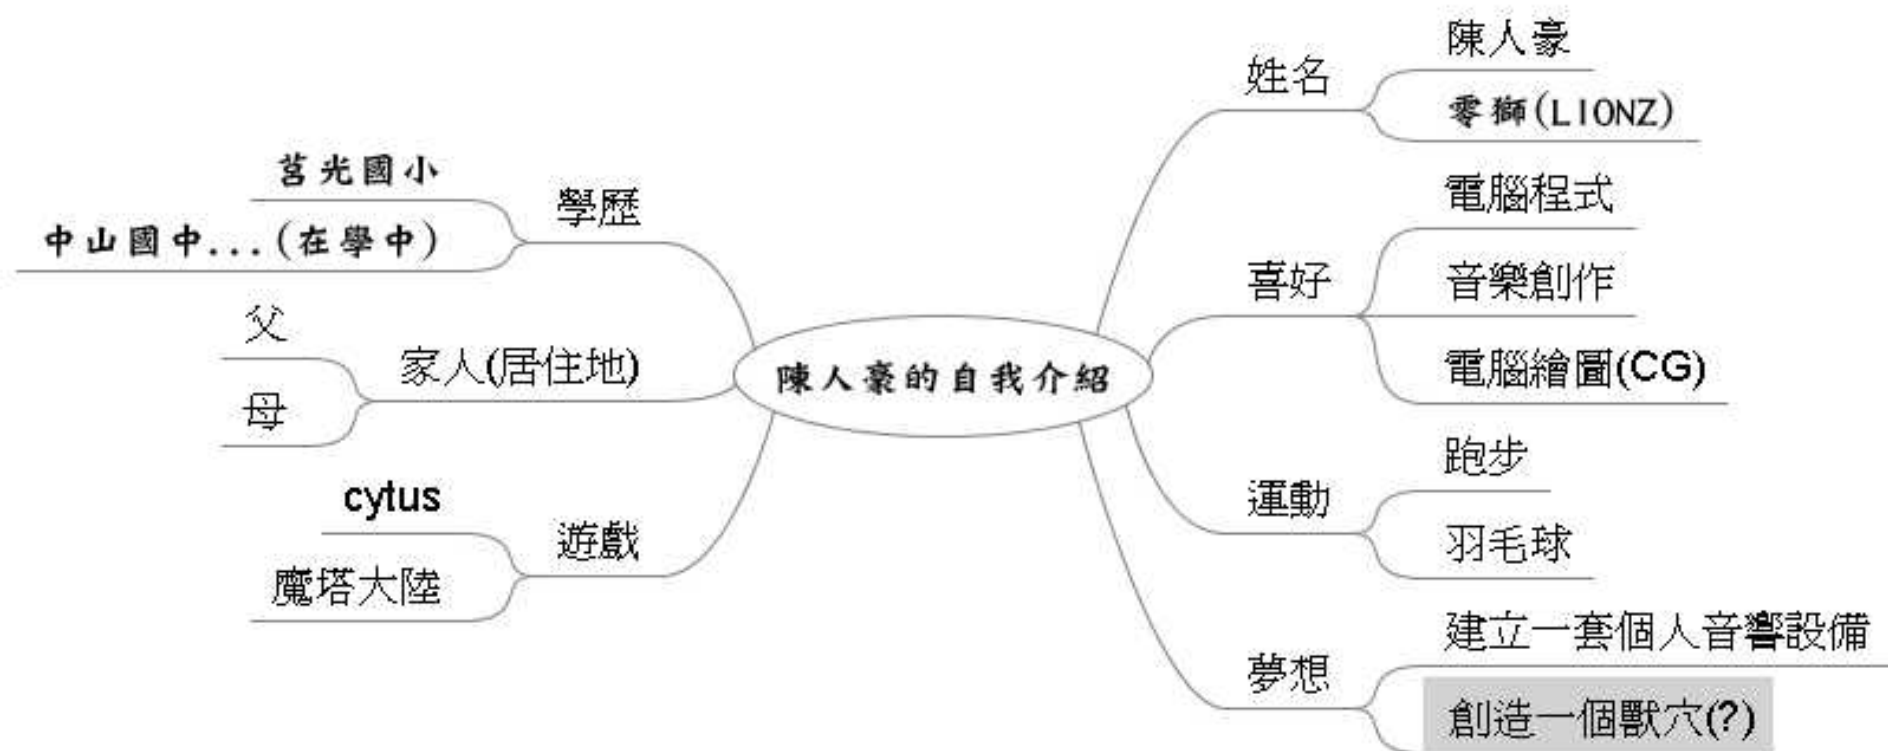 陳人豪的自我介紹
姓名
陳人豪
零獅(LIONZ)
喜好
電腦程式
音樂創作
電腦繪圖(CG)
運動
跑步
羽毛球
夢想
建立一套個人音響設備
創造一個獸穴(?)
學歷
莒光國小
中山國中...(在學中)
家人(居住地)
父
母
遊戲
cytus
魔塔大陸